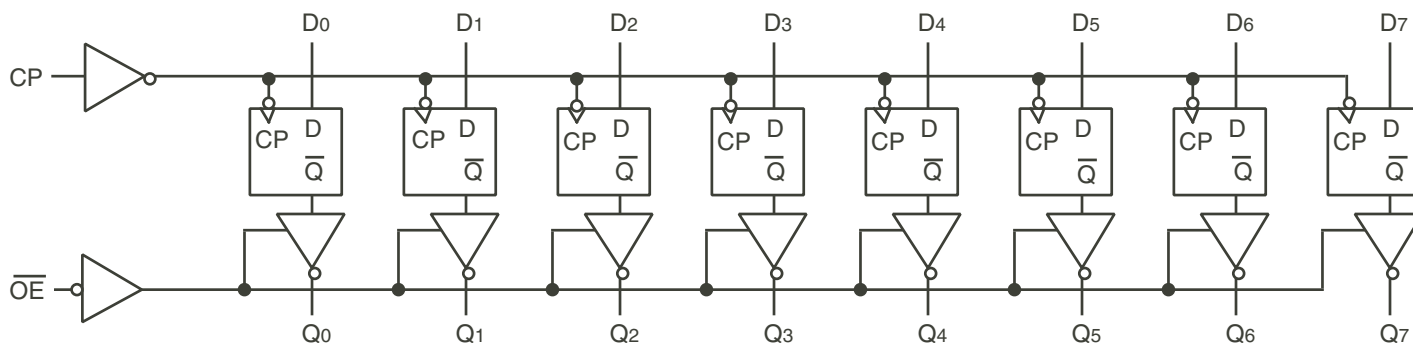 D0 D1 D2 D3 D4 D5 D6 D7
CP
CP D CP D CP D CP D CP D CP D CP D CP D
Q̅ Q̅ Q̅ Q̅ Q̅ Q̅ Q̅ Q̅
O̅E̅
Q0 Q1 Q2 Q3 Q4 Q5 Q6 Q7